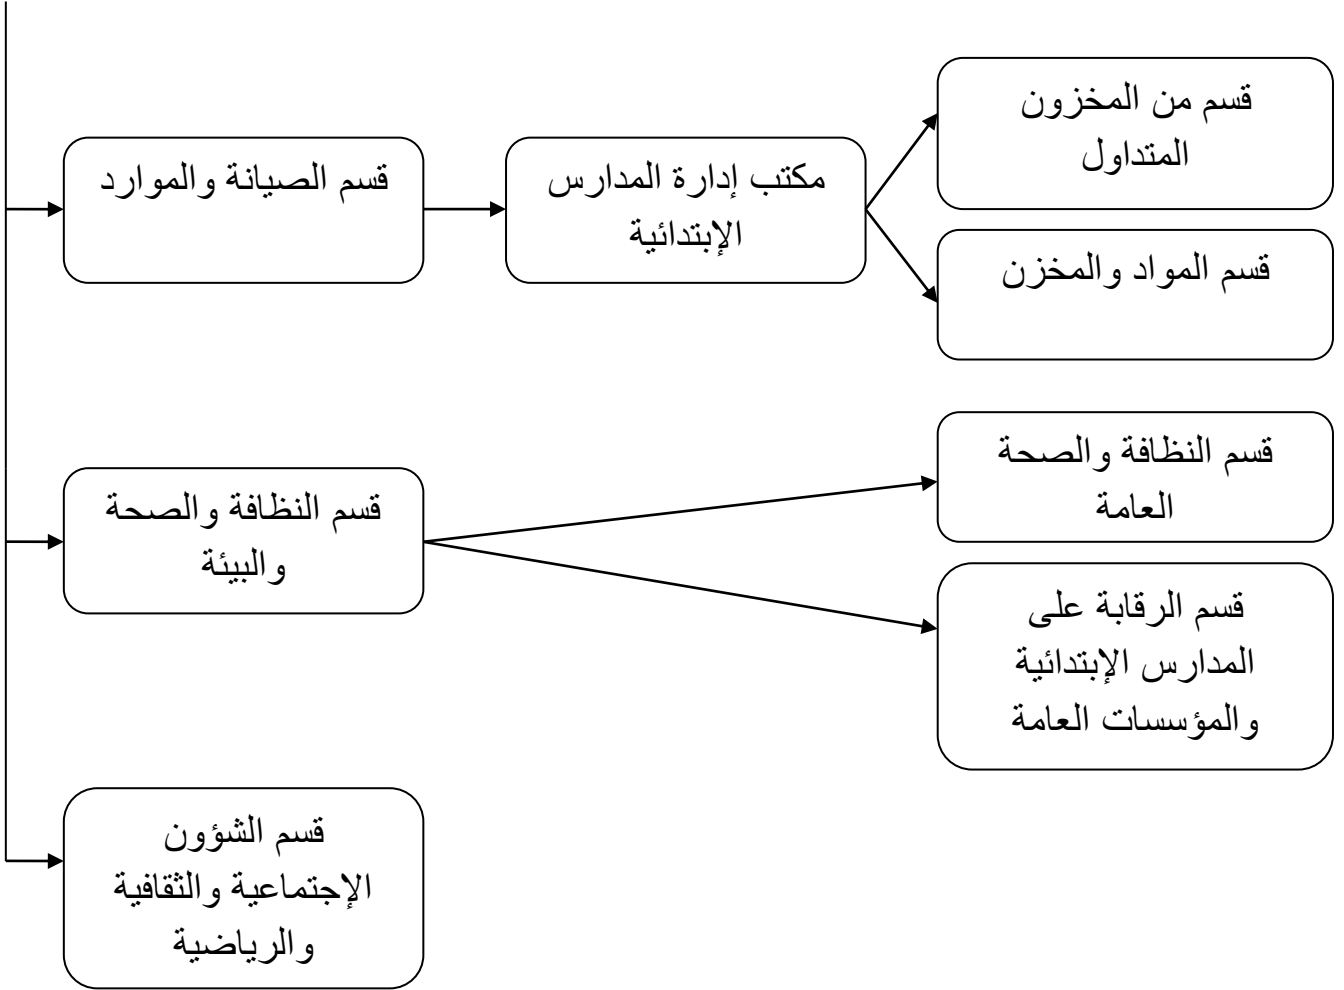 قسم الصيانة والموارد
مكتب إدارة المدارس
الإبتدائية
قسم من المخزون
المتداول
قسم المواد والمخزن
قسم النظافة والصحة
والبيئة
قسم النظافة والصحة
العامة
قسم الرقابة على
المدارس الإبتدائية
والمؤسسات العامة
قسم الشؤون
الإجتماعية والثقافية
والرياضية